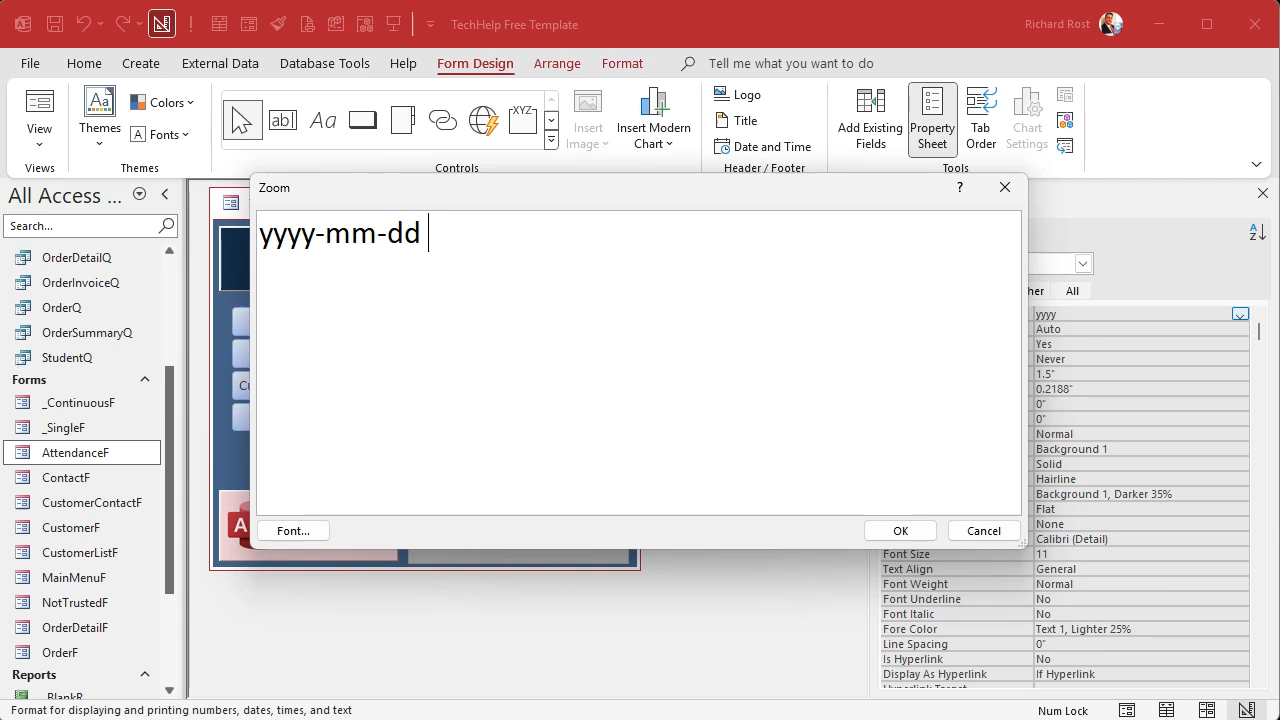 TechHelp Free Template
Richard Rost
File
Home
Create
External Data
Database Tools
Help
Form Design
Arrange
Format
Tell me what you want to do
View
Views
Themes
Colors
Fonts
Themes
Controls
Insert Image
Insert Modern Chart
Logo
Title
Date and Time
Header / Footer
Add Existing Fields
Property Sheet
Tab Order
Chart Settings
Tools
All Access ...
Search...
OrderDetailQ
OrderInvoiceQ
OrderQ
OrderSummaryQ
StudentQ
Forms
_ContinuousF
_SingleF
AttendanceF
ContactF
CustomerContactF
CustomerF
CustomerListF
MainMenuF
NotTrustedF
OrderDetailF
OrderF
Reports
_BlankR
Zoom
yyyy-mm-dd
Font...
OK
Cancel
her
All
yyyy
Auto
Yes
Never
1.5"
0.2188"
0"
0"
Normal
Background 1
Solid
Hairline
Background 1, Darker 35%
Flat
None
Calibri (Detail)
Font Size 11
Text Align General
Font Weight Normal
Font Underline No
Font Italic No
Fore Color Text 1, Lighter 25%
Line Spacing 0"
Is Hyperlink No
Display As Hyperlink If Hyperlink
Hyperlink Target
Format for displaying and printing numbers, dates, times, and text
Num Lock